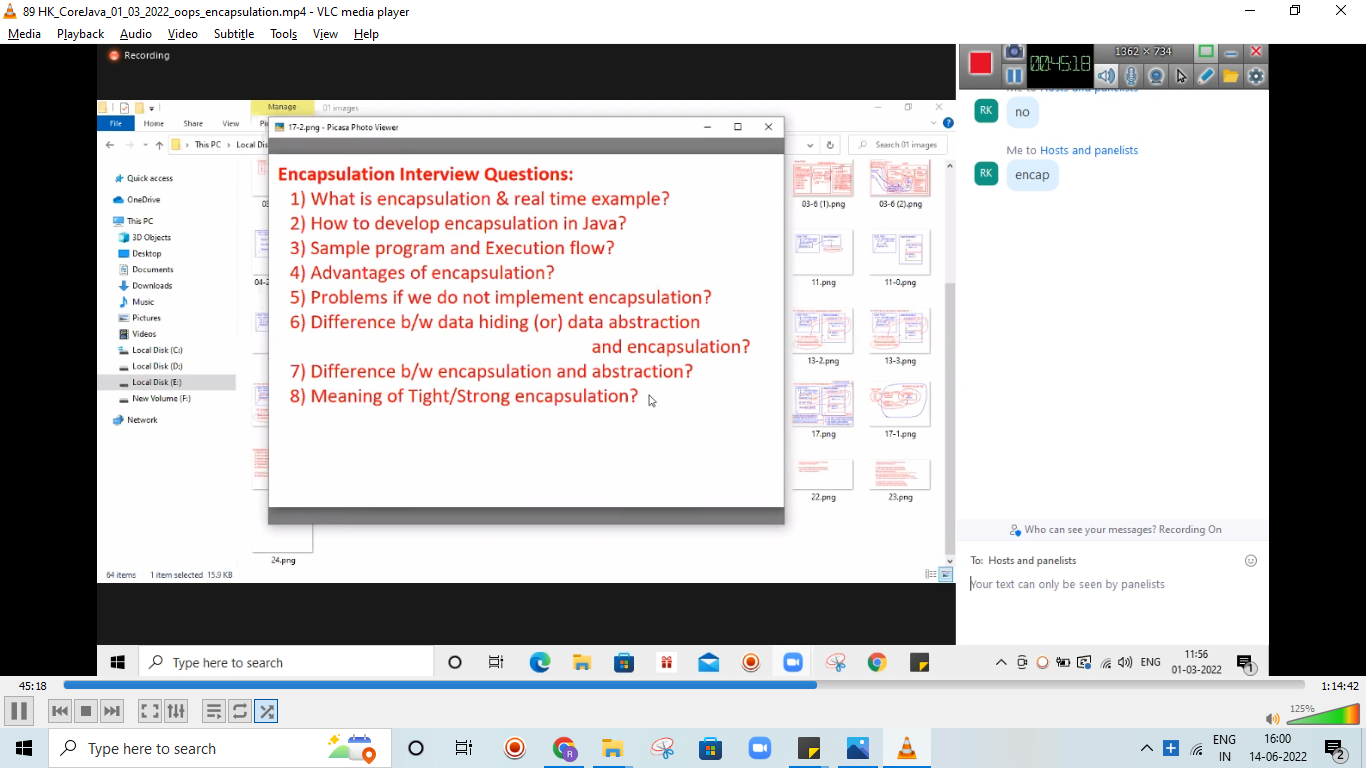 89 HK_CoreJava_01_03_2022_oops_encapsulation.mp4 - VLC media player
Media Playback Audio Video Subtitle Tools View Help
Recording
1362 × 734
00:45:18
Manage 01 images
File Home Share View
17-2.png - Picasa Photo Viewer
This PC Local Dis
Search 01 images
Quick access
OneDrive
This PC
3D Objects
Desktop
Documents
Downloads
Music
Pictures
Videos
Local Disk (C:)
Local Disk (D:)
Local Disk (E:)
New Volume (F:)
Network
Encapsulation Interview Questions:
1) What is encapsulation & real time example?
2) How to develop encapsulation in Java?
3) Sample program and Execution flow?
4) Advantages of encapsulation?
5) Problems if we do not implement encapsulation?
6) Difference b/w data hiding (or) data abstraction
and encapsulation?
7) Difference b/w encapsulation and abstraction?
8) Meaning of Tight/Strong encapsulation?
03-6 (1).png 03-6 (2).png
11.png 11-0.png
13-2.png 13-3.png
17.png 17-1.png
22.png 23.png
24.png
64 items 1 item selected 15.9 KB
Me to Hosts and panelists
RK no
Me to Hosts and panelists
RK encap
Who can see your messages? Recording On
To: Hosts and panelists
Your text can only be seen by panelists
Type here to search
ENG
11:56
01-03-2022
1
45:18
1:14:42
125%
Type here to search
R
ENG
IN
16:00
14-06-2022
2